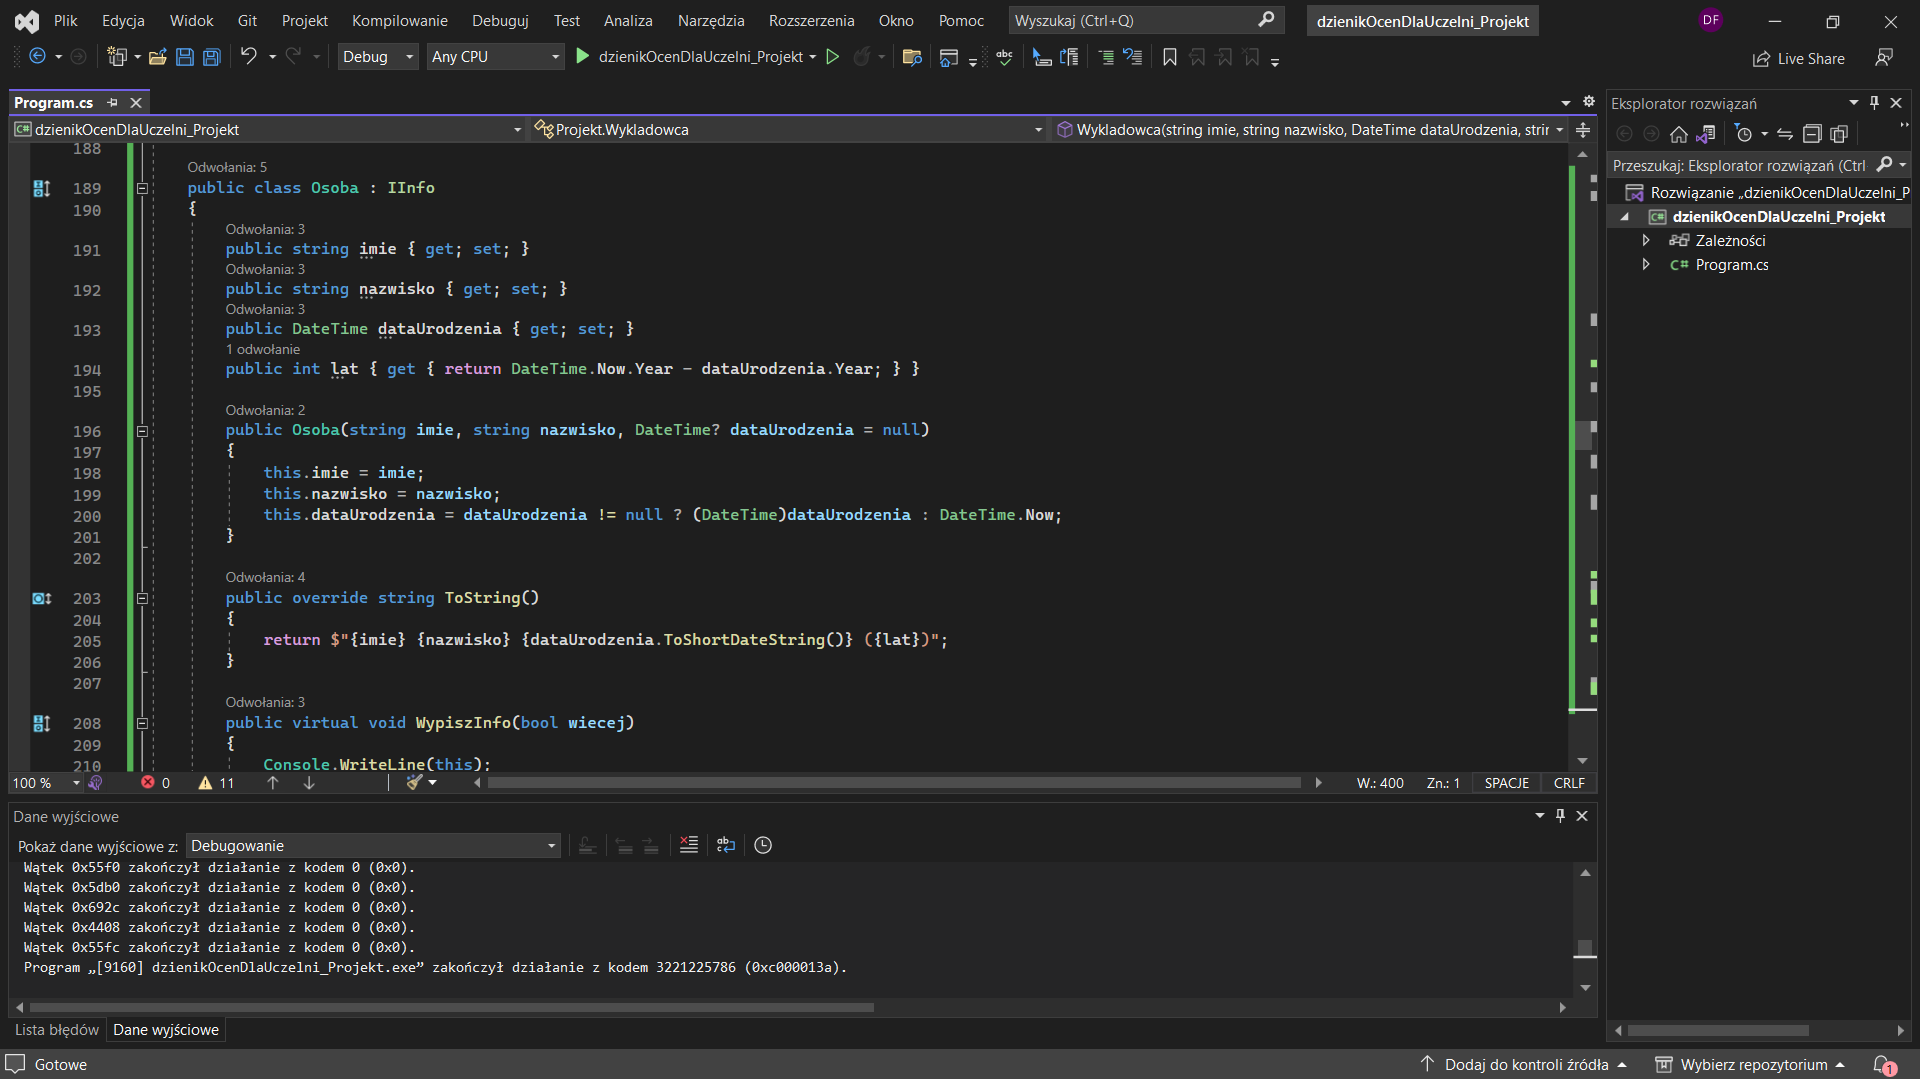 Plik Edycja Widok Git Projekt Kompilowanie Debuguj Test Analiza Narzędzia Rozszerzenia Okno Pomoc Wyszukaj (Ctrl+Q) dzienikOcenDlaUczelni_Projekt DF
Debug Any CPU dzienikOcenDlaUczelni_Projekt Live Share
Program.cs
dzienikOcenDlaUczelni_Projekt Projekt.Wykladowca Wykladowca(string imie, string nazwisko, DateTime dataUrodzenia, strin
188
Odwołania: 5
189 public class Osoba : IInfo
190 {
Odwołania: 3
191 public string imie { get; set; }
Odwołania: 3
192 public string nazwisko { get; set; }
Odwołania: 3
193 public DateTime dataUrodzenia { get; set; }
1 odwołanie
194 public int lat { get { return DateTime.Now.Year - dataUrodzenia.Year; } }
195
Odwołania: 2
196 public Osoba(string imie, string nazwisko, DateTime? dataUrodzenia = null)
197 {
198 this.imie = imie;
199 this.nazwisko = nazwisko;
200 this.dataUrodzenia = dataUrodzenia != null ? (DateTime)dataUrodzenia : DateTime.Now;
201 }
202
Odwołania: 4
203 public override string ToString()
204 {
205 return $"{imie} {nazwisko} {dataUrodzenia.ToShortDateString()} ({lat})";
206 }
207
Odwołania: 3
208 public virtual void WypiszInfo(bool wiecej)
209 {
210 Console.WriteLine(this);
100 % 0 11 W.: 400 Zn.: 1 SPACJE CRLF
Dane wyjściowe
Pokaż dane wyjściowe z: Debugowanie
Wątek 0x55f0 zakończył działanie z kodem 0 (0x0).
Wątek 0x5db0 zakończył działanie z kodem 0 (0x0).
Wątek 0x692c zakończył działanie z kodem 0 (0x0).
Wątek 0x4408 zakończył działanie z kodem 0 (0x0).
Wątek 0x55fc zakończył działanie z kodem 0 (0x0).
Program „[9160] dzienikOcenDlaUczelni_Projekt.exe” zakończył działanie z kodem 3221225786 (0xc000013a).
Lista błędów Dane wyjściowe
Eksplorator rozwiązań
Przeszukaj: Eksplorator rozwiązań (Ctrl
Rozwiązanie „dzienikOcenDlaUczelni_P
dzienikOcenDlaUczelni_Projekt
Zależności
C# Program.cs
Gotowe Dodaj do kontroli źródła Wybierz repozytorium 1